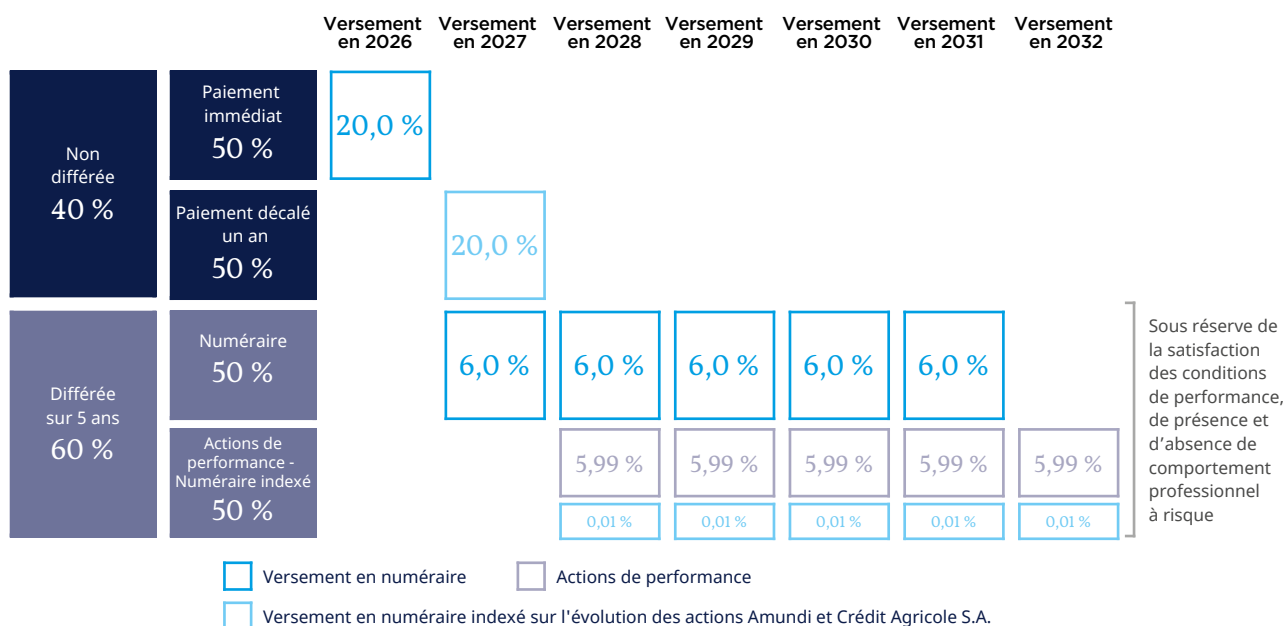 Versement en 2026
Versement en 2027
Versement en 2028
Versement en 2029
Versement en 2030
Versement en 2031
Versement en 2032
Non
différée
40 %
Paiement
immédiat
50 %
20,0 %
Paiement décalé
un an
50 %
20,0 %
Différée
sur 5 ans
60 %
Numéraire
50 %
6,0 %
6,0 %
6,0 %
6,0 %
6,0 %
Actions de
performance -
Numéraire indexé
50 %
5,99 %
5,99 %
5,99 %
5,99 %
5,99 %
0,01 %
0,01 %
0,01 %
0,01 %
0,01 %
Sous réserve de
la satisfaction
des conditions
de performance,
de présence et
d’absence de
comportement
professionnel
à risque
Versement en numéraire
Actions de performance
Versement en numéraire indexé sur l'évolution des actions Amundi et Crédit Agricole S.A.